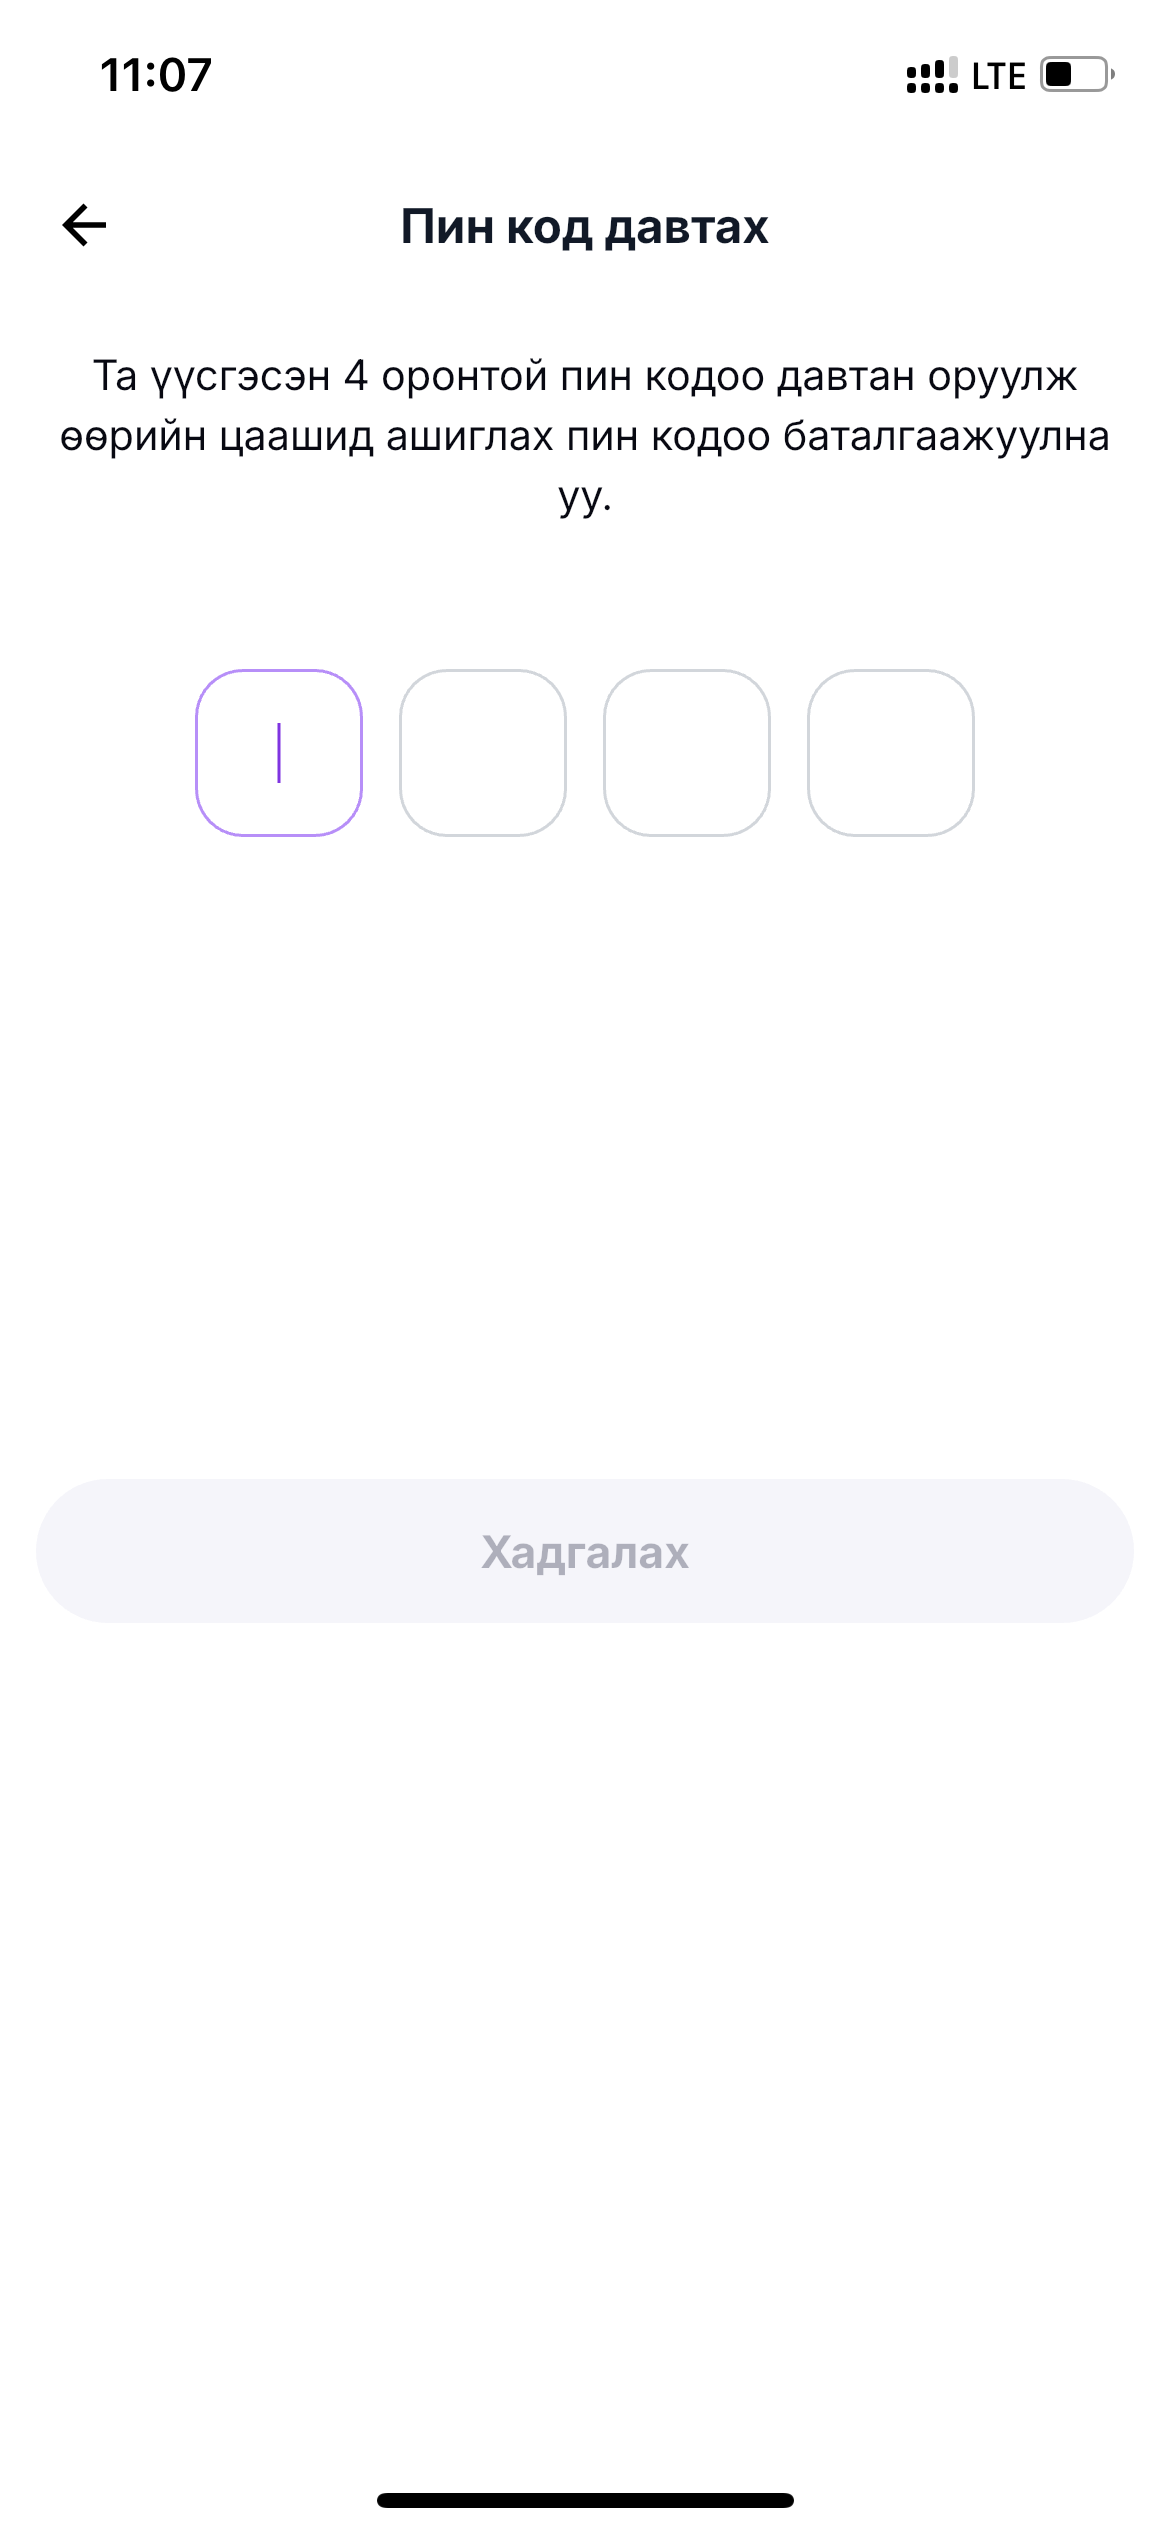 11:07
LTE
Пин код давтах
Та үүсгэсэн 4 оронтой пин кодоо давтан оруулж
өөрийн цаашид ашиглах пин кодоо баталгаажуулна
уу.
Хадгалах